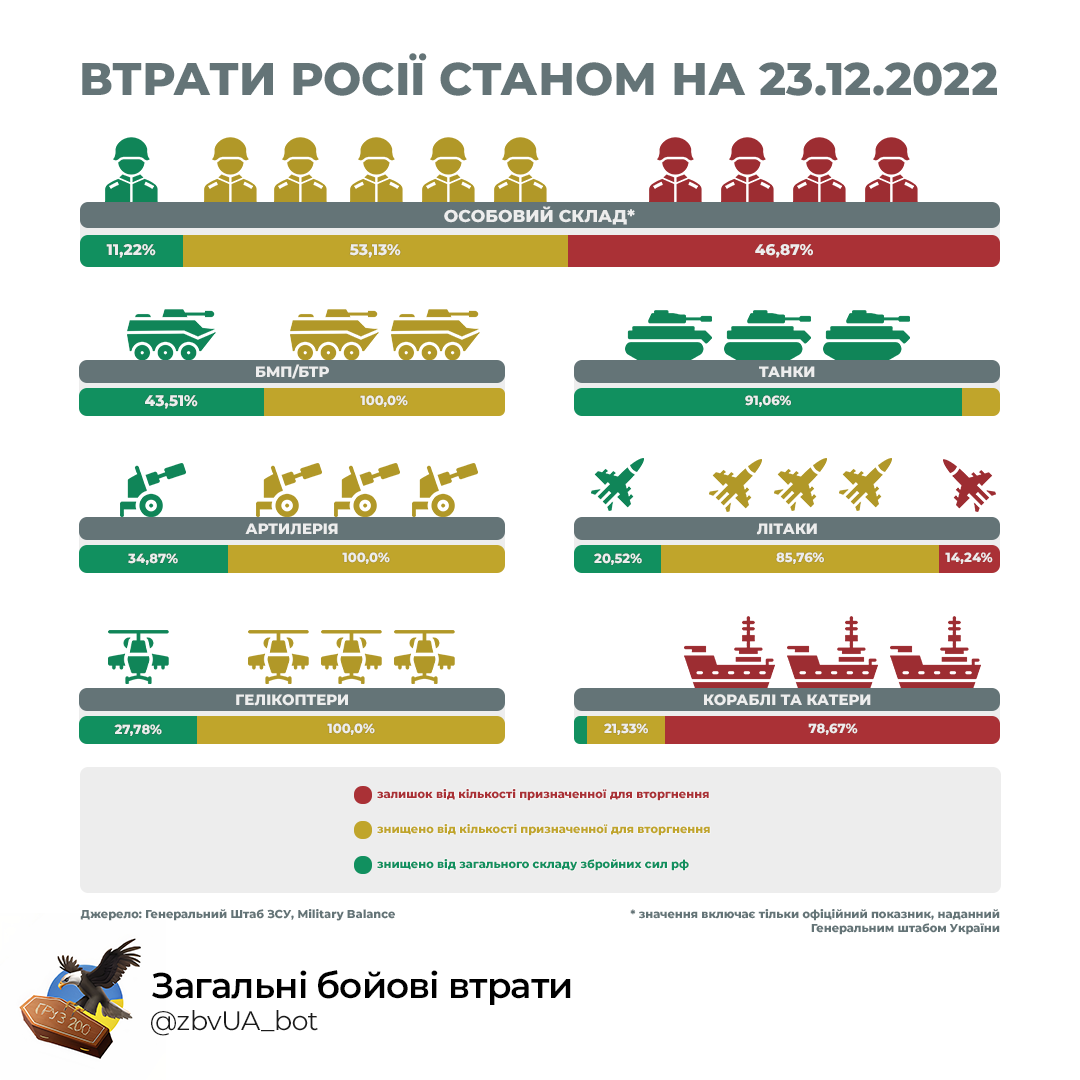 ВТРАТИ РОСІЇ СТАНОМ НА 23.12.2022
ОСОБОВИЙ СКЛАД*
11,22% 53,13% 46,87%
БМП/БТР
43,51% 100,0%
ТАНКИ
91,06%
АРТИЛЕРІЯ
34,87% 100,0%
ЛІТАКИ
20,52% 85,76% 14,24%
ГЕЛІКОПТЕРИ
27,78% 100,0%
КОРАБЛІ ТА КАТЕРИ
21,33% 78,67%
залишок від кількості призначенної для вторгнення
знищено від кількості призначенної для вторгнення
знищено від загального складу збройних сил рф
Джерело: Генеральний Штаб ЗСУ, Military Balance
* значення включає тільки офіційний показник, наданний
Генеральним штабом України
ГРУЗ 200
Загальні бойові втрати
@zbvUA_bot